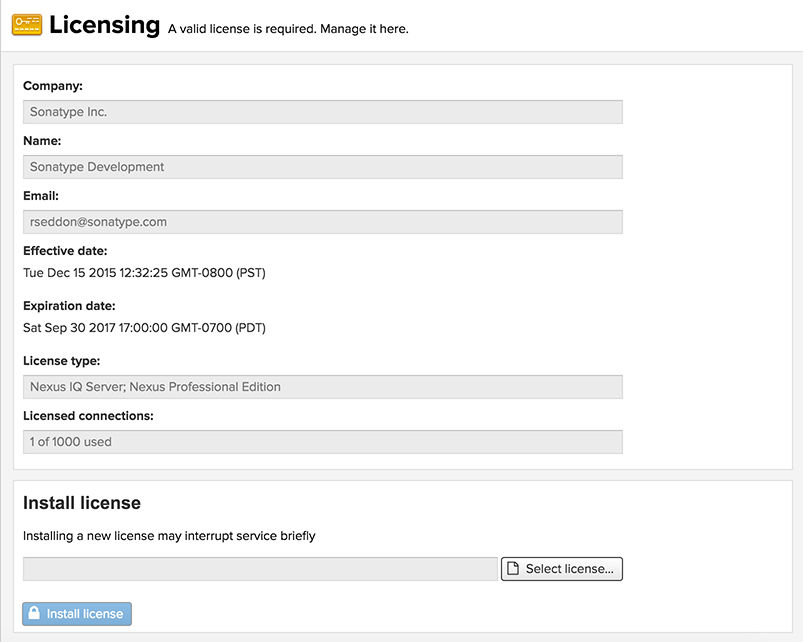 Licensing A valid license is required. Manage it here.
Company:
Sonatype Inc.
Name:
Sonatype Development
Email:
rseddon@sonatype.com
Effective date:
Tue Dec 15 2015 12:32:25 GMT-0800 (PST)
Expiration date:
Sat Sep 30 2017 17:00:00 GMT-0700 (PDT)
License type:
Nexus IQ Server; Nexus Professional Edition
Licensed connections:
1 of 1000 used
Install license
Installing a new license may interrupt service briefly
Select license...
Install license